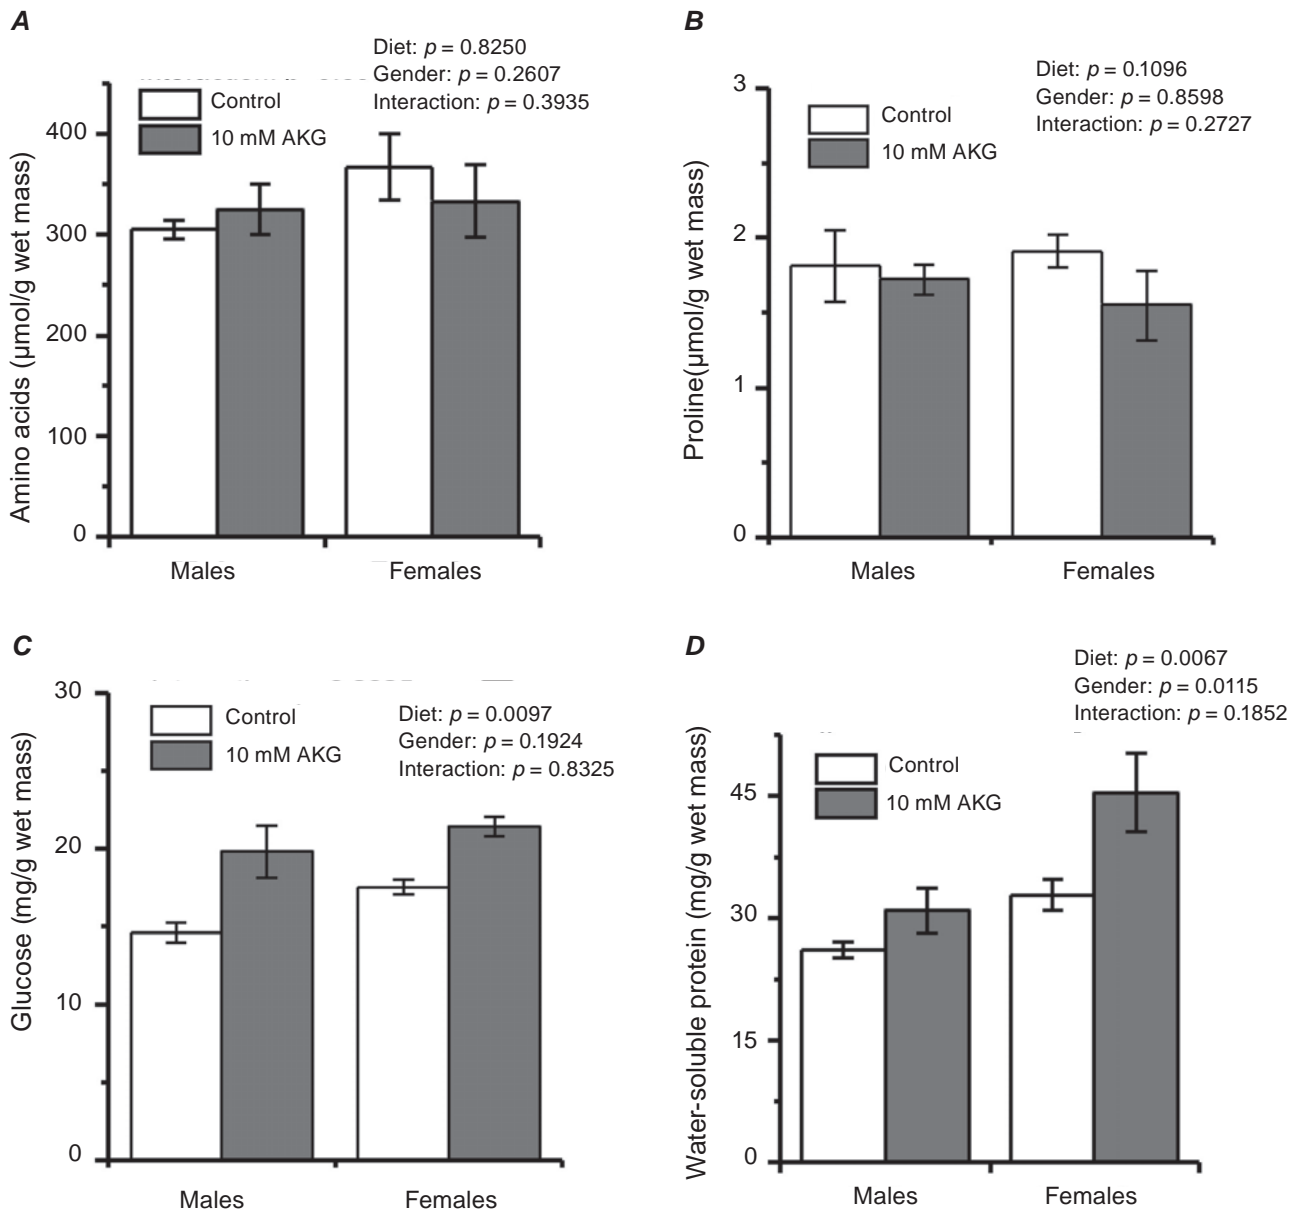 A
Diet: p = 0.8250
Gender: p = 0.2607
Interaction: p = 0.3935
Control
10 mM AKG
400
300
200
100
0
Amino acids (µmol/g wet mass)
Males
Females
B
Diet: p = 0.1096
Gender: p = 0.8598
Interaction: p = 0.2727
Control
10 mM AKG
3
2
1
0
Proline(µmol/g wet mass)
Males
Females
C
Diet: p = 0.0097
Gender: p = 0.1924
Interaction: p = 0.8325
Control
10 mM AKG
30
20
10
0
Glucose (mg/g wet mass)
Males
Females
D
Diet: p = 0.0067
Gender: p = 0.0115
Interaction: p = 0.1852
Control
10 mM AKG
45
30
15
0
Water-soluble protein (mg/g wet mass)
Males
Females